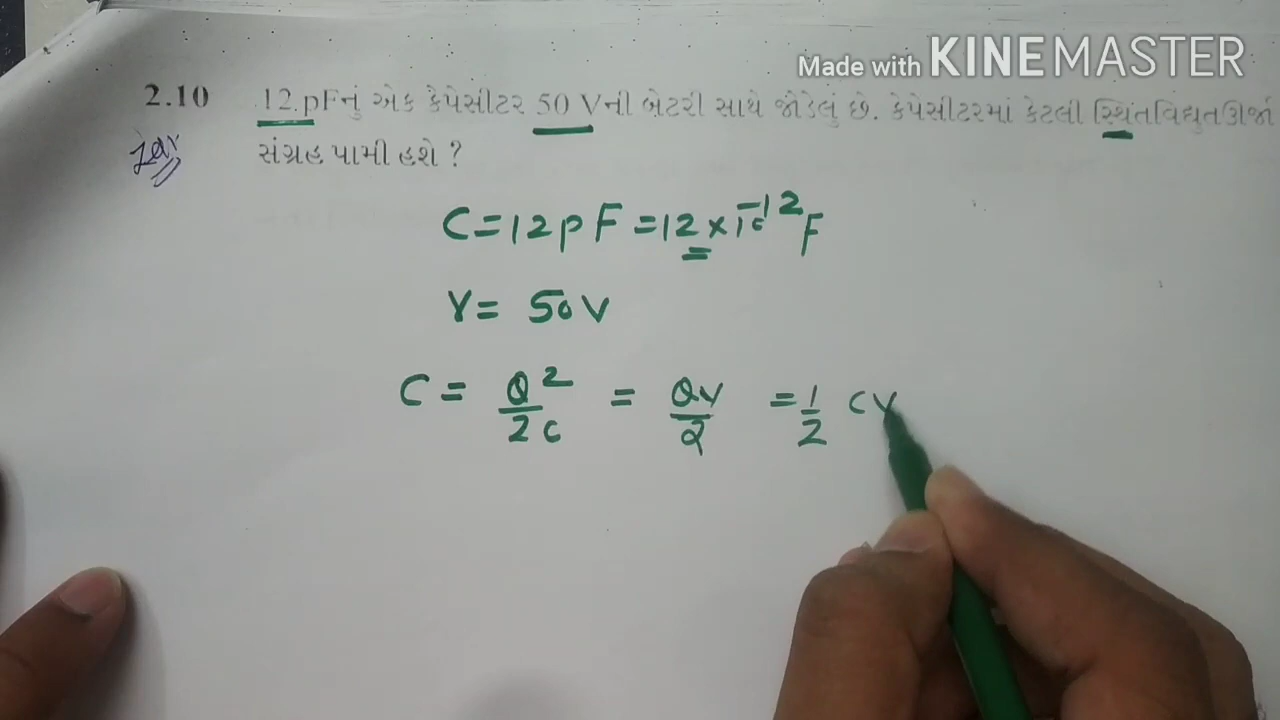 Made with KINEMASTER
2.10 12 pFનું એક કેપેસીટર 50 Vની બેટરી સાથે જોડેલું છે. કેપેસીટરમાં કેટલી સ્થિતવિદ્યુતઊર્જા
સંગ્રહ પામી હશે ?
C = 12 p F = 12 × 10⁻¹² F
V = 50 V
C = Q²/2C = QV/2 = 1/2 CV